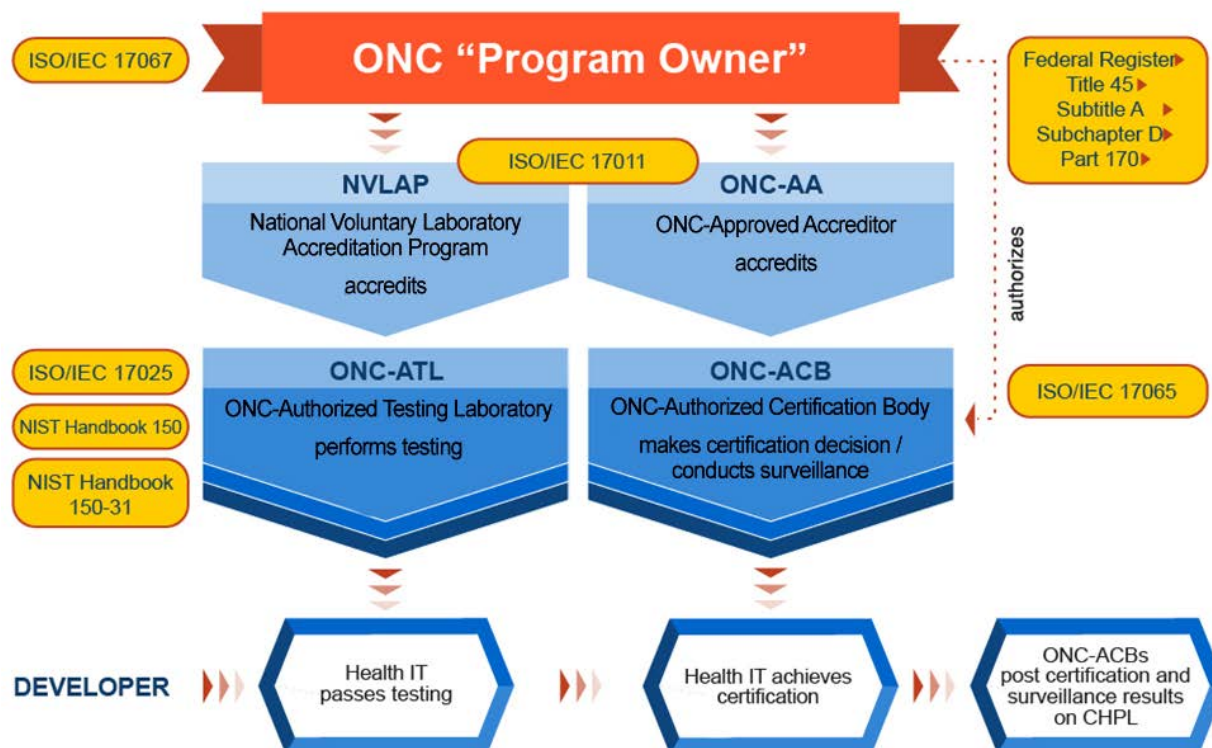 ISO/IEC 17067
ONC “Program Owner”
Federal Register
Title 45
Subtitle A
Subchapter D
Part 170
ISO/IEC 17011
NVLAP
National Voluntary Laboratory
Accreditation Program
accredits
ONC-AA
ONC-Approved Accreditor
accredits
authorizes
ISO/IEC 17025
NIST Handbook 150
NIST Handbook
150-31
ONC-ATL
ONC-Authorized Testing Laboratory
performs testing
ONC-ACB
ONC-Authorized Certification Body
makes certification decision /
conducts surveillance
ISO/IEC 17065
DEVELOPER
Health IT
passes testing
Health IT achieves
certification
ONC-ACBs
post certification and
surveillance results
on CHPL